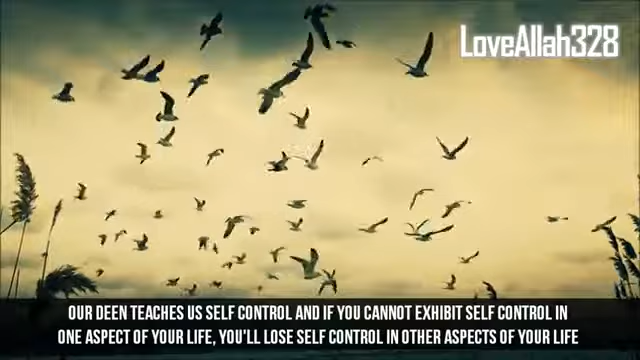 LoveAllah328
OUR DEEN TEACHES US SELF CONTROL AND IF YOU CANNOT EXHIBIT SELF CONTROL IN
ONE ASPECT OF YOUR LIFE, YOU'LL LOSE SELF CONTROL IN OTHER ASPECTS OF YOUR LIFE